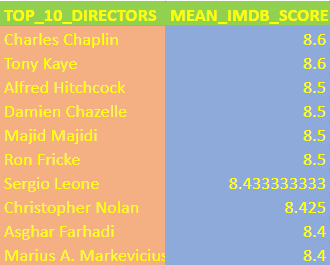 TOP_10_DIRECTORS MEAN_IMDB_SCORE
Charles Chaplin 8.6
Tony Kaye 8.6
Alfred Hitchcock 8.5
Damien Chazelle 8.5
Majid Majidi 8.5
Ron Fricke 8.5
Sergio Leone 8.433333333
Christopher Nolan 8.425
Asghar Farhadi 8.4
Marius A. Markevicius 8.4